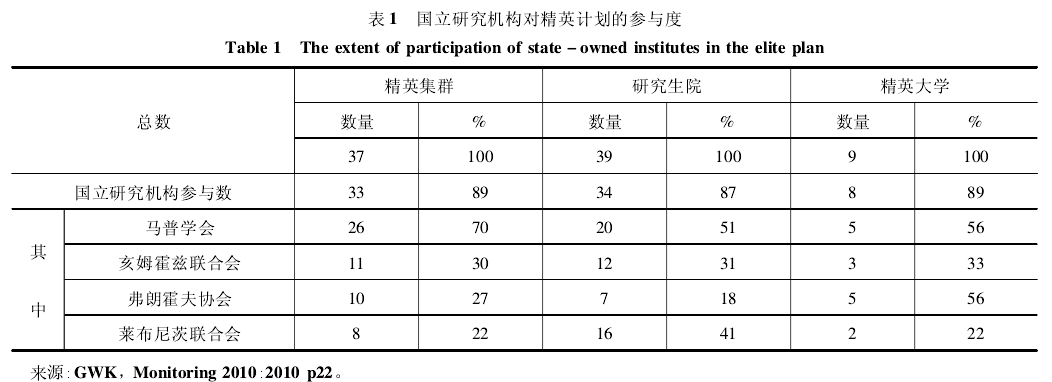 表1 国立研究机构对精英计划的参与度
Table 1 The extent of participation of state-owned institutes in the elite plan
总数 精英集群 研究生院 精英大学
数量 % 数量 % 数量 %
37 100 39 100 9 100
国立研究机构参与数 33 89 34 87 8 89
其中 马普学会 26 70 20 51 5 56
亥姆霍兹联合会 11 30 12 31 3 33
弗朗霍夫协会 10 27 7 18 5 56
莱布尼茨联合会 8 22 16 41 2 22
来源:GWK, Monitoring 2010:2010 p22。